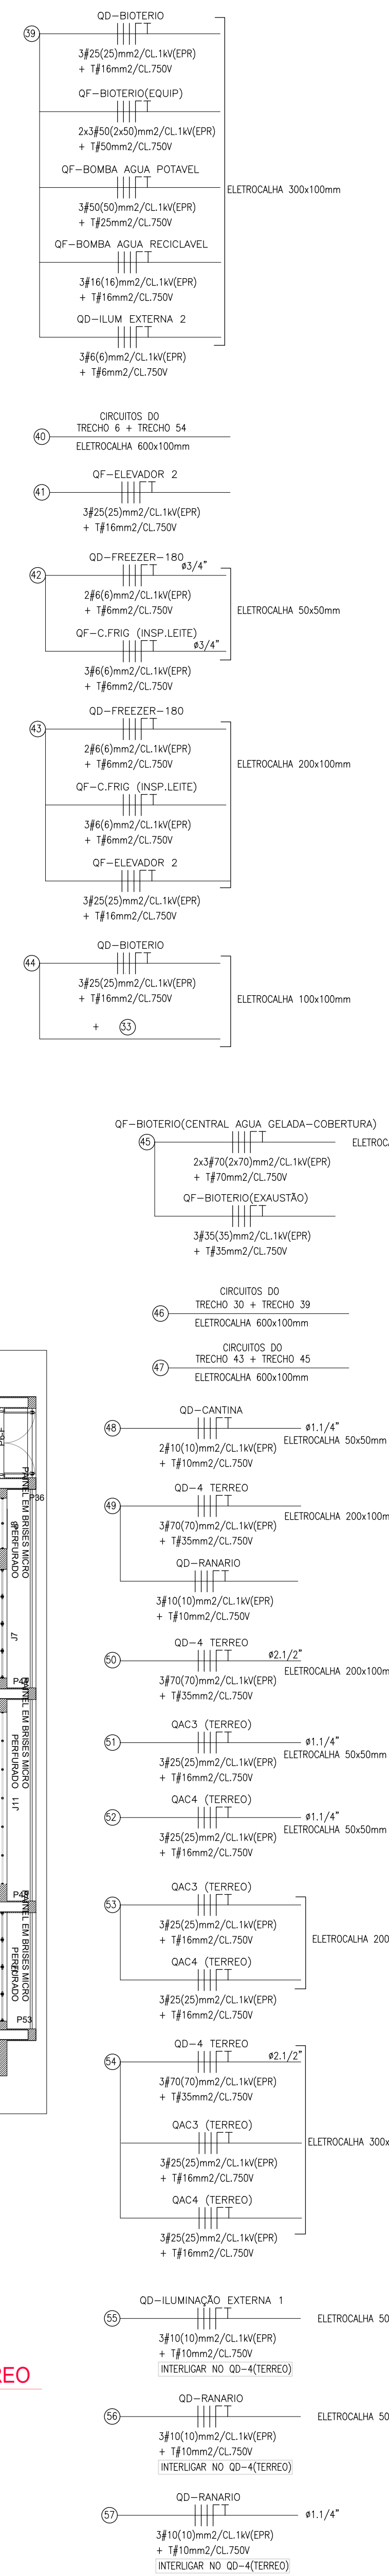 QD-BIOTERIO
39
3#25(25)mm2/CL.1kV(EPR)
+ T#16mm2/CL.750V
QF-BIOTERIO(EQUIP)
2x3#50(2x50)mm2/CL.1kV(EPR)
+ T#50mm2/CL.750V
QF-BOMBA AGUA POTAVEL
ELETROCALHA 300x100mm
3#50(50)mm2/CL.1kV(EPR)
+ T#25mm2/CL.750V
QF-BOMBA AGUA RECICLAVEL
3#16(16)mm2/CL.1kV(EPR)
+ T#16mm2/CL.750V
QD-ILUM EXTERNA 2
3#6(6)mm2/CL.1kV(EPR)
+ T#6mm2/CL.750V
CIRCUITOS DO
TRECHO 6 + TRECHO 54
40
ELETROCALHA 600x100mm
QF-ELEVADOR 2
41
3#25(25)mm2/CL.1kV(EPR)
+ T#16mm2/CL.750V
QD-FREEZER-180
ø3/4"
42
2#6(6)mm2/CL.1kV(EPR)
+ T#6mm2/CL.750V
ELETROCALHA 50x50mm
QF-C.FRIG (INSP.LEITE)
ø3/4"
3#6(6)mm2/CL.1kV(EPR)
+ T#6mm2/CL.750V
QD-FREEZER-180
43
2#6(6)mm2/CL.1kV(EPR)
+ T#6mm2/CL.750V
ELETROCALHA 200x100mm
QF-C.FRIG (INSP.LEITE)
3#6(6)mm2/CL.1kV(EPR)
+ T#6mm2/CL.750V
QF-ELEVADOR 2
3#25(25)mm2/CL.1kV(EPR)
+ T#16mm2/CL.750V
QD-BIOTERIO
44
3#25(25)mm2/CL.1kV(EPR)
+ T#16mm2/CL.750V
ELETROCALHA 100x100mm
+ 33
QF-BIOTERIO(CENTRAL AGUA GELADA-COBERTURA)
45
ELETROCA
2x3#70(2x70)mm2/CL.1kV(EPR)
+ T#70mm2/CL.750V
QF-BIOTERIO(EXAUSTÃO)
3#35(35)mm2/CL.1kV(EPR)
+ T#35mm2/CL.750V
CIRCUITOS DO
TRECHO 30 + TRECHO 39
46
ELETROCALHA 600x100mm
CIRCUITOS DO
TRECHO 43 + TRECHO 45
47
ELETROCALHA 600x100mm
QD-CANTINA
48
ø1.1/4"
ELETROCALHA 50x50mm
2#10(10)mm2/CL.1kV(EPR)
+ T#10mm2/CL.750V
QD-4 TERREO
49
ELETROCALHA 200x100m
3#70(70)mm2/CL.1kV(EPR)
+ T#35mm2/CL.750V
QD-RANARIO
3#10(10)mm2/CL.1kV(EPR)
+ T#10mm2/CL.750V
P36
PAINEL EM BRISES MICRO
PERFURADO
J7
QD-4 TERREO
50
ø2.1/2"
ELETROCALHA 200x100m
3#70(70)mm2/CL.1kV(EPR)
+ T#35mm2/CL.750V
PAINEL EM BRISES MICRO
PERFURADO
J11
QAC3 (TERREO)
51
ø1.1/4"
ELETROCALHA 50x50mm
3#25(25)mm2/CL.1kV(EPR)
+ T#16mm2/CL.750V
QAC4 (TERREO)
52
ø1.1/4"
ELETROCALHA 50x50mm
3#25(25)mm2/CL.1kV(EPR)
+ T#16mm2/CL.750V
PAINEL EM BRISES MICRO
PERFURADO
P53
QAC3 (TERREO)
53
3#25(25)mm2/CL.1kV(EPR)
+ T#16mm2/CL.750V
ELETROCALHA 200
QAC4 (TERREO)
3#25(25)mm2/CL.1kV(EPR)
+ T#16mm2/CL.750V
QD-4 TERREO
54
ø2.1/2"
3#70(70)mm2/CL.1kV(EPR)
+ T#35mm2/CL.750V
QAC3 (TERREO)
ELETROCALHA 300x
3#25(25)mm2/CL.1kV(EPR)
+ T#16mm2/CL.750V
QAC4 (TERREO)
3#25(25)mm2/CL.1kV(EPR)
+ T#16mm2/CL.750V
QD-ILUMINAÇÃO EXTERNA 1
55
ELETROCALHA 50
3#10(10)mm2/CL.1kV(EPR)
+ T#10mm2/CL.750V
INTERLIGAR NO QD-4(TERREO)
REO
QD-RANARIO
56
ELETROCALHA 50
3#10(10)mm2/CL.1kV(EPR)
+ T#10mm2/CL.750V
INTERLIGAR NO QD-4(TERREO)
QD-RANARIO
57
ø1.1/4"
3#10(10)mm2/CL.1kV(EPR)
+ T#10mm2/CL.750V
INTERLIGAR NO QD-4(TERREO)